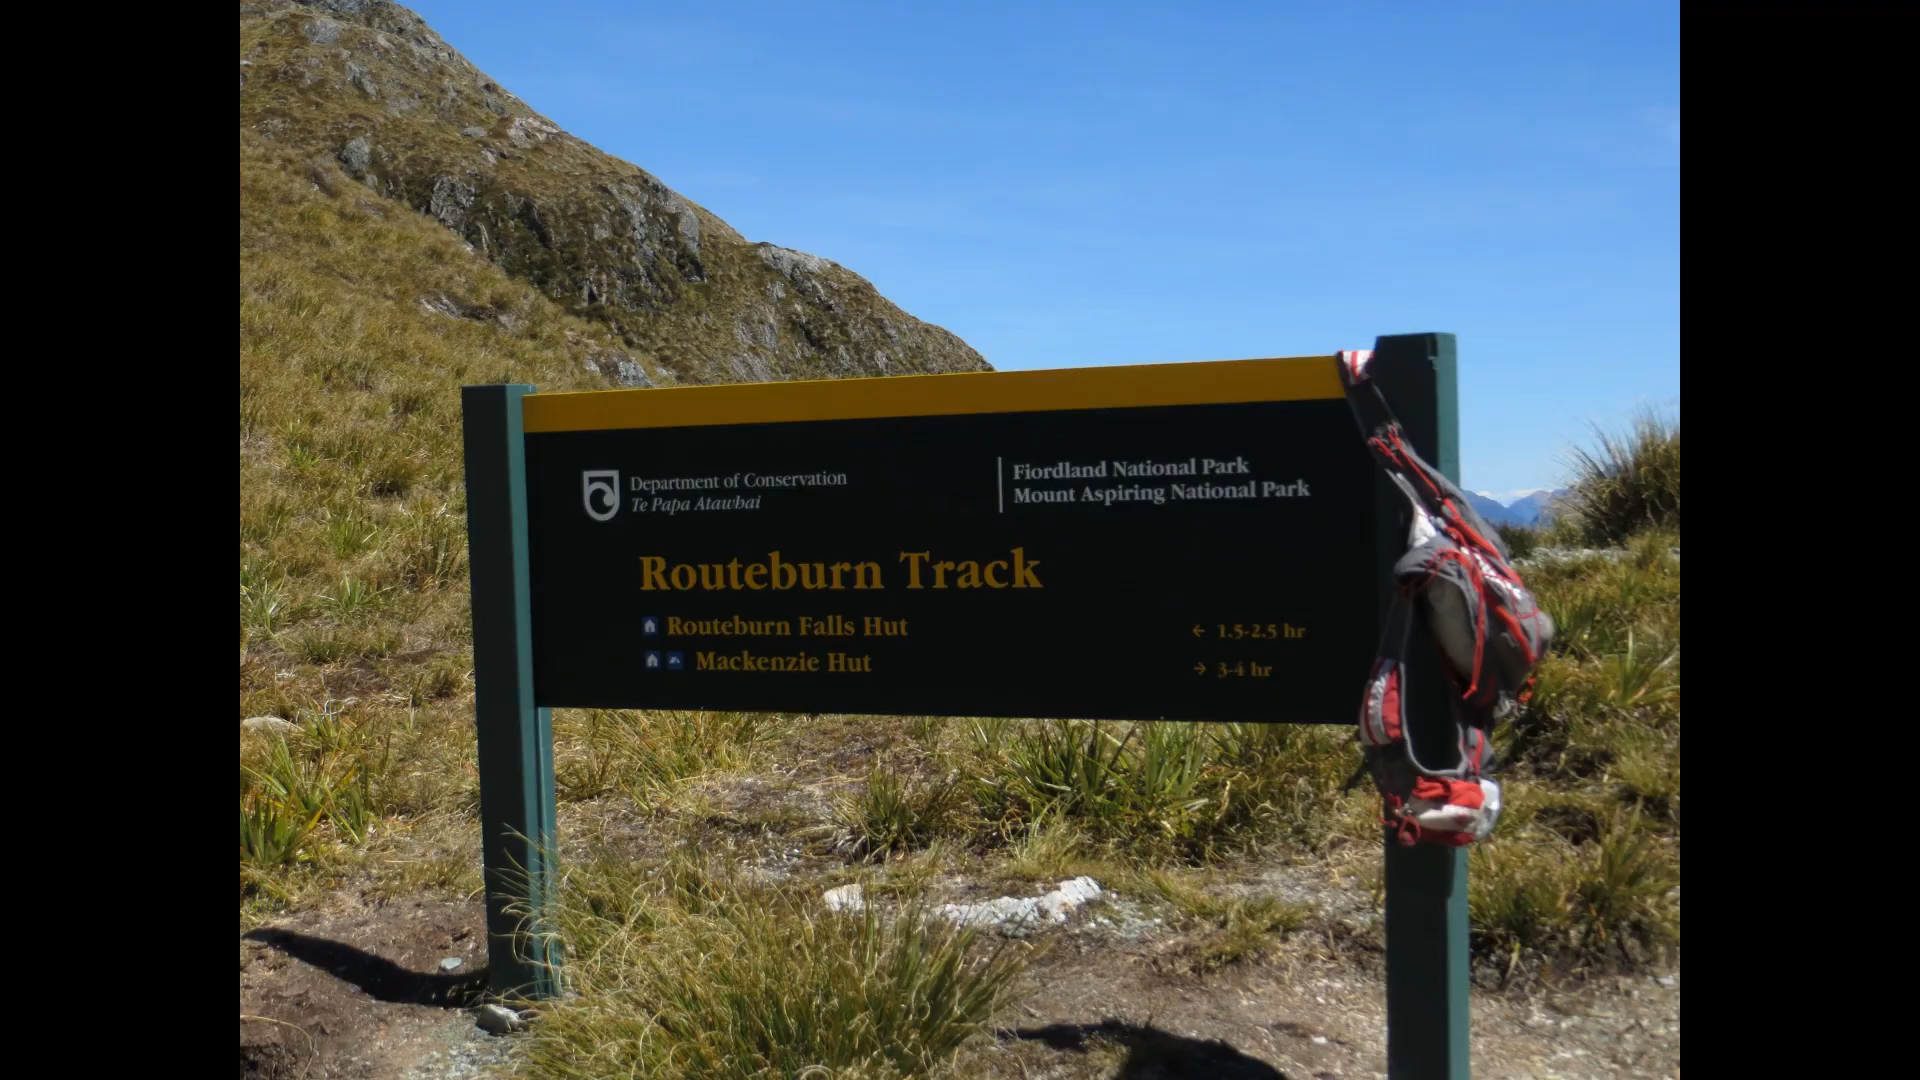 Department of Conservation
Te Papa Atawhai
Fiordland National Park
Mount Aspiring National Park
Routeburn Track
Routeburn Falls Hut ← 1.5-2.5 hr
Mackenzie Hut → 3-4 hr